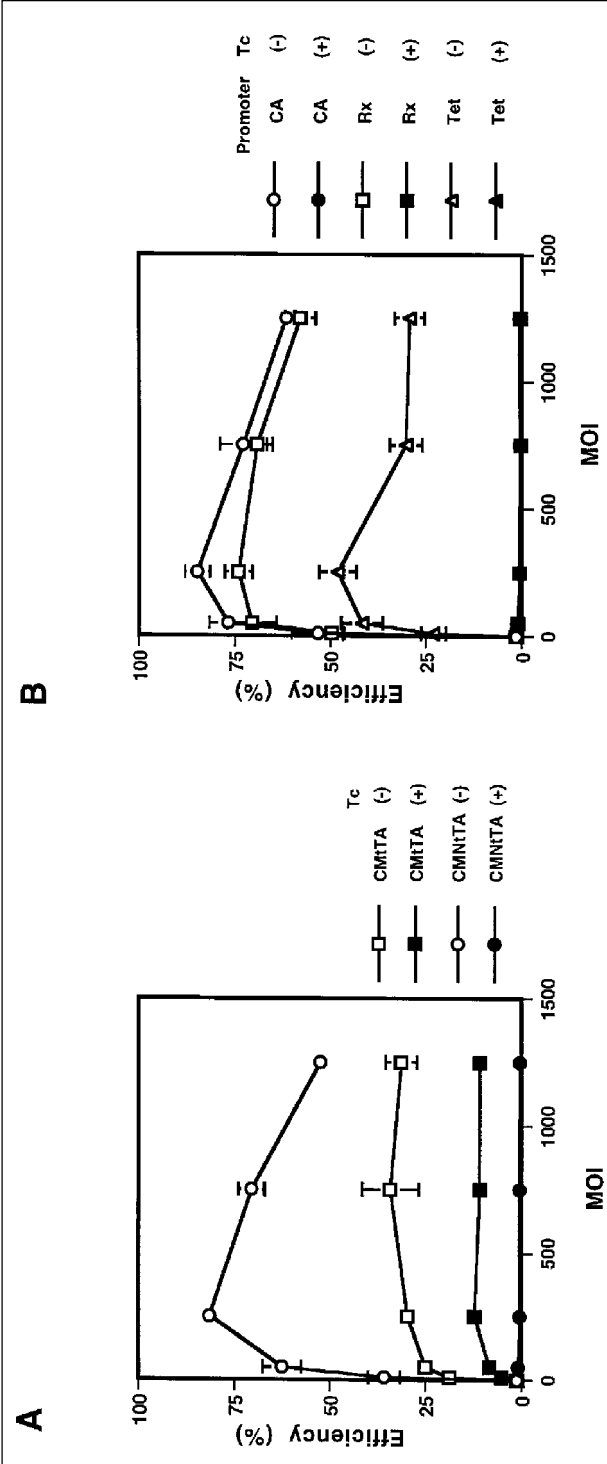 A
Efficiency (%)
100
75
50
25
0
0
500
1000
1500
MOI
Tc
CMtTA (-)
CMtTA (+)
CMNtTA (-)
CMNtTA (+)
B
Efficiency (%)
100
75
50
25
0
0
500
1000
1500
MOI
Promoter Tc
CA (-)
CA (+)
Rx (-)
Rx (+)
Tet (-)
Tet (+)